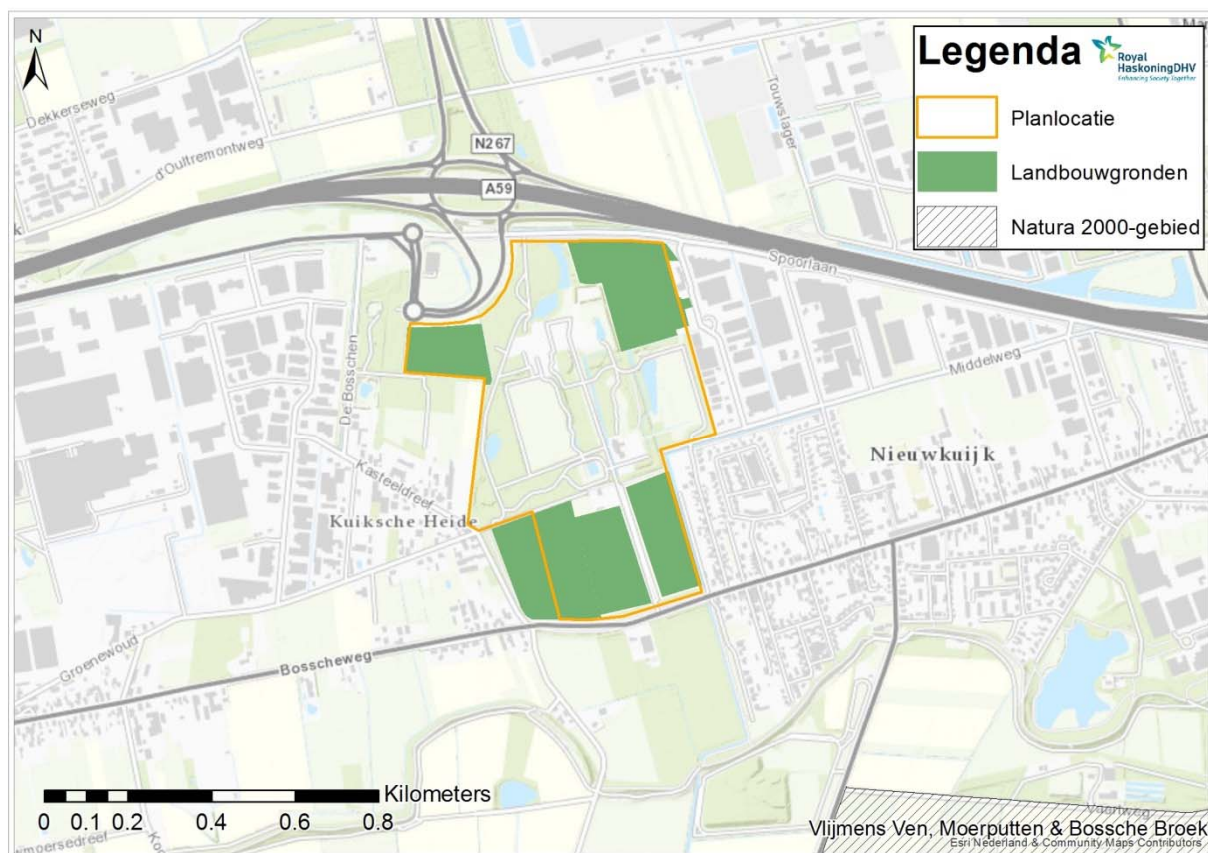 N
Legenda
Royal
HaskoningDHV
Enhancing Society Together
Planlocatie
Landbouwgronden
Natura 2000-gebied
Dekkerseweg
d'Oultremontweg
N267
A59
Touwslager
Spoorlaan
De Bosschen
Middelweg
Nieuwkuijk
Kasteeldreef
Kuiksche Heide
Groenewoud
Bosscheweg
Kilometers
0 0.1 0.2 0.4 0.6 0.8
Vaartweg
Vlijmens Ven, Moerputten & Bossche Broek
Esri Nederland & Community Maps Contributors